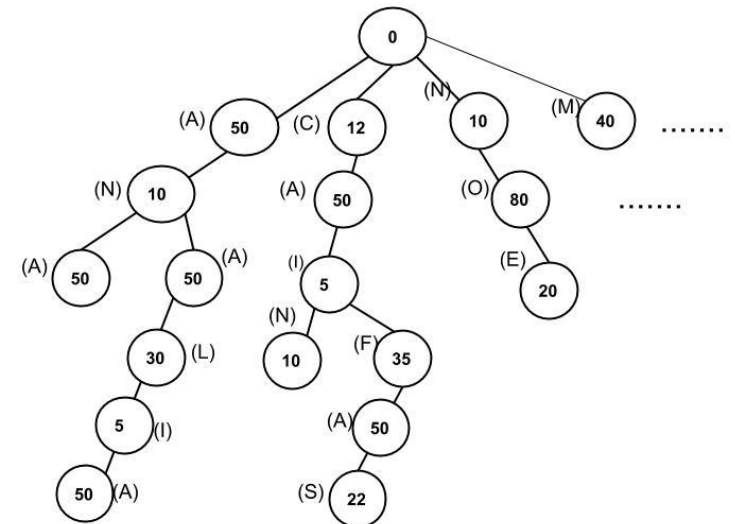 0
(A) 50 (C) 12 (N) 10 (M) 40 .......
(N) 10 (A) 50 (O) 80 .......
(A) 50 50 (A) (I) 5 (E) 20
30 (L) (N) 10 (F) 35
5 (I) (A) 50
50 (A) (S) 22